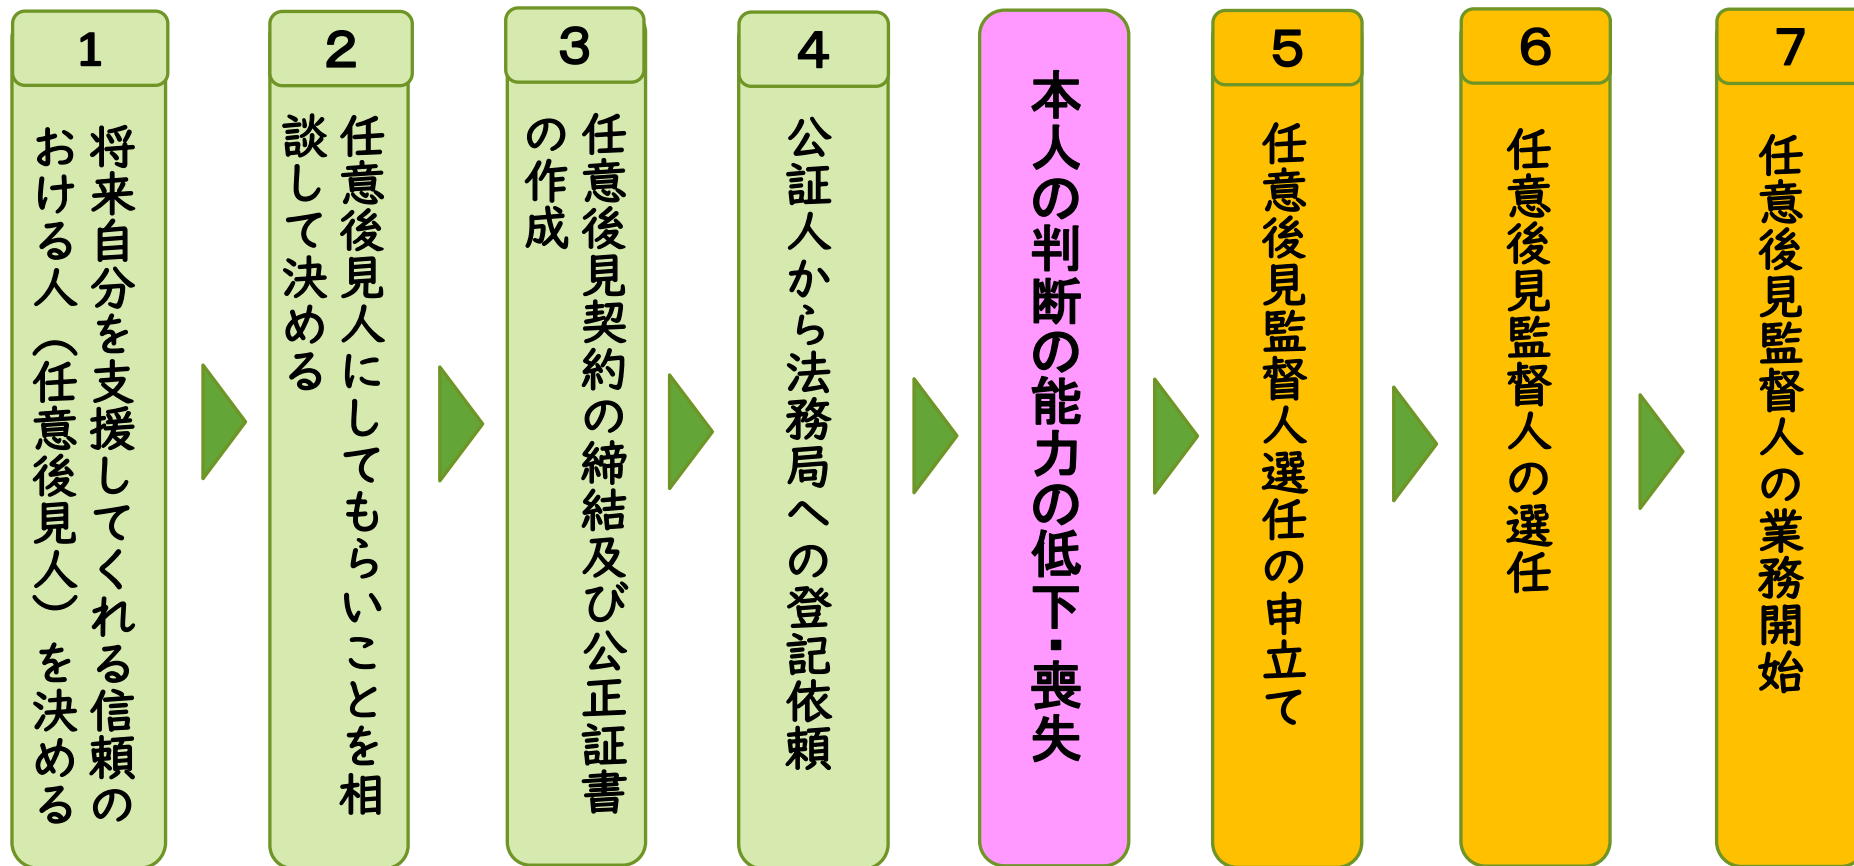 1
将来自分を支援してくれる信頼の
おける人（任意後見人）を決める
2
任意後見人にしてもらいことを相
談して決める
3
任意後見契約の締結及び公正証書
の作成
4
公証人から法務局への登記依頼
本人の判断の能力の低下・喪失
5
任意後見監督人選任の申立て
6
任意後見監督人の選任
7
任意後見監督人の業務開始